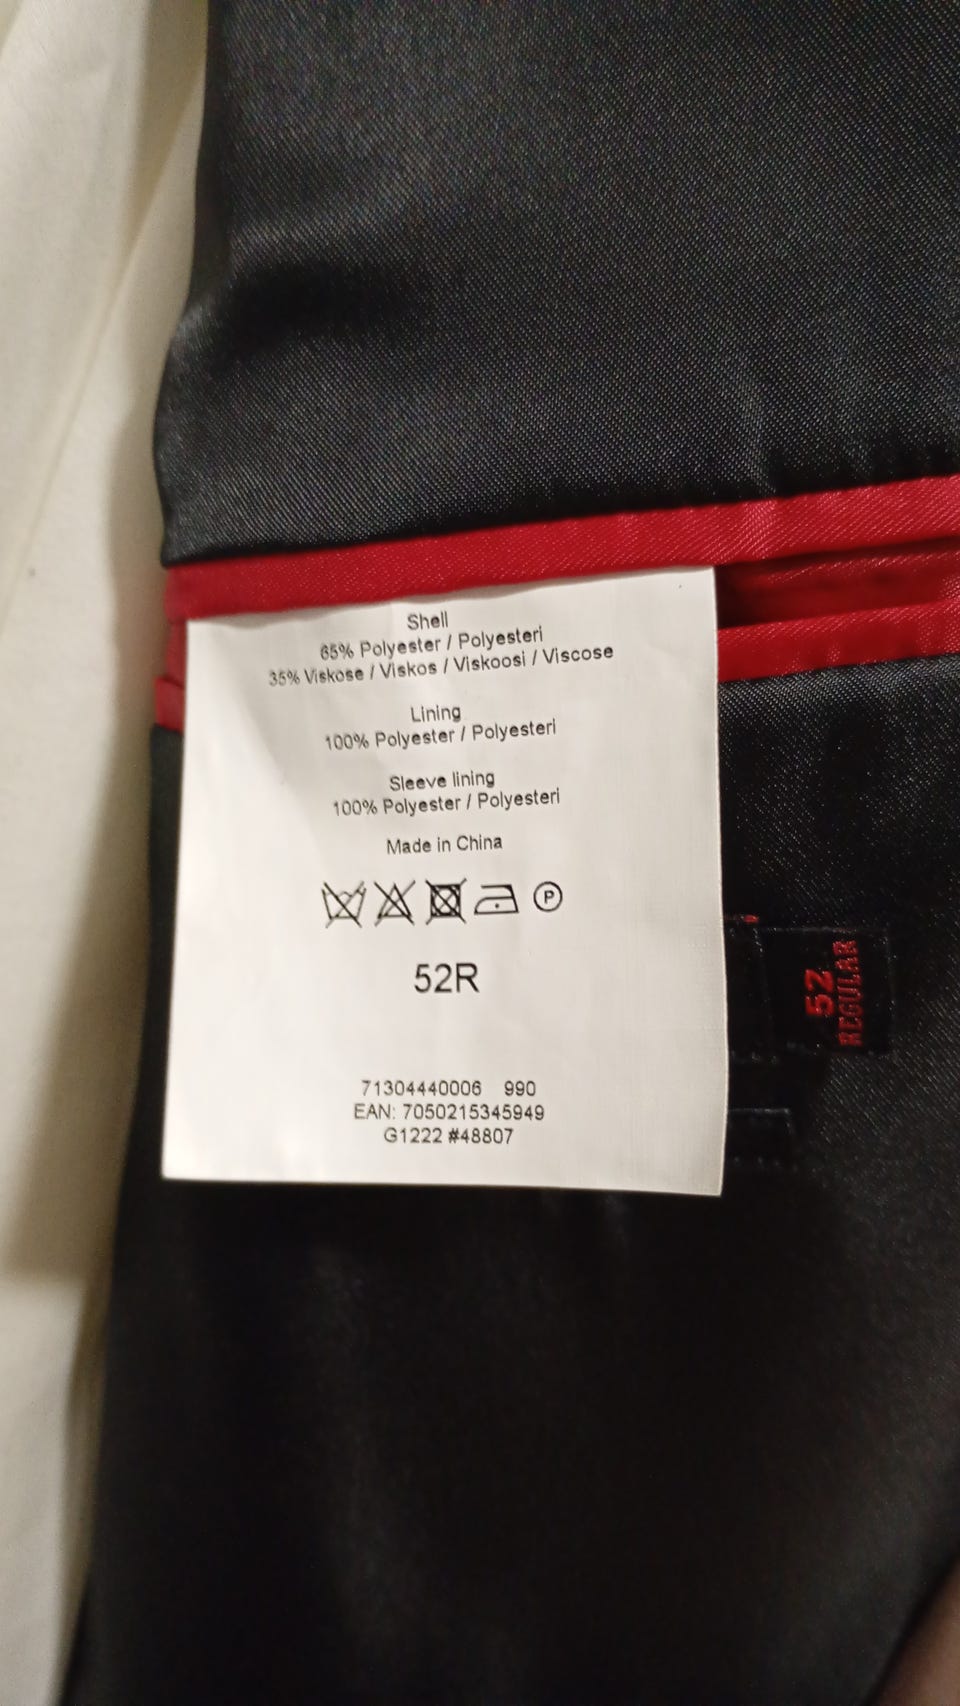 Shell
65% Polyester / Polyesteri
35% Viskose / Viskos / Viskoosi / Viscose
Lining
100% Polyester / Polyesteri
Sleeve lining
100% Polyester / Polyesteri
Made in China
P
52R
71304440006 990
EAN: 7050215345949
G1222 #48807
52
REGULAR